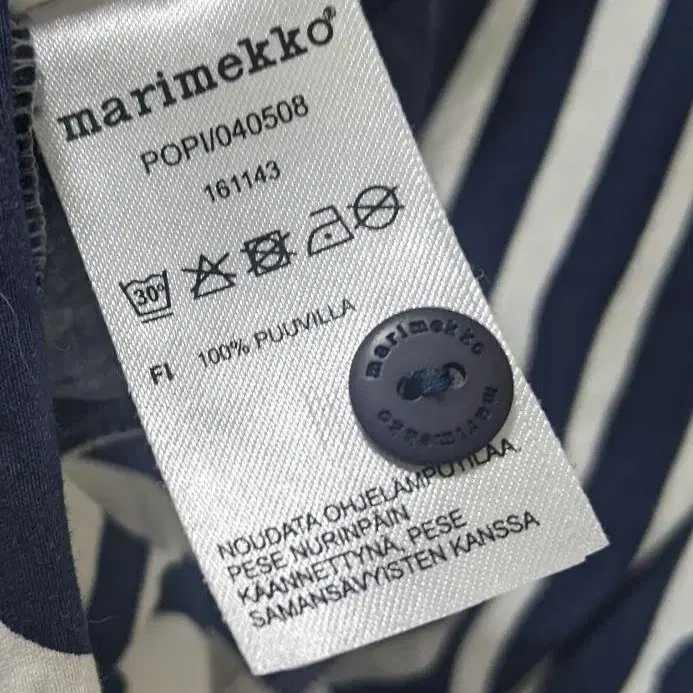 marimekko®
POPI/040508
161143
30°
FI 100% PUUVILLA
marimekko
marimekko
NOUDATA OHJELÄMPÖTILAA.
PESE NURINPÄIN
KÄÄNNETTYNÄ, PESE
SAMANSÄVYISTEN KANSSA